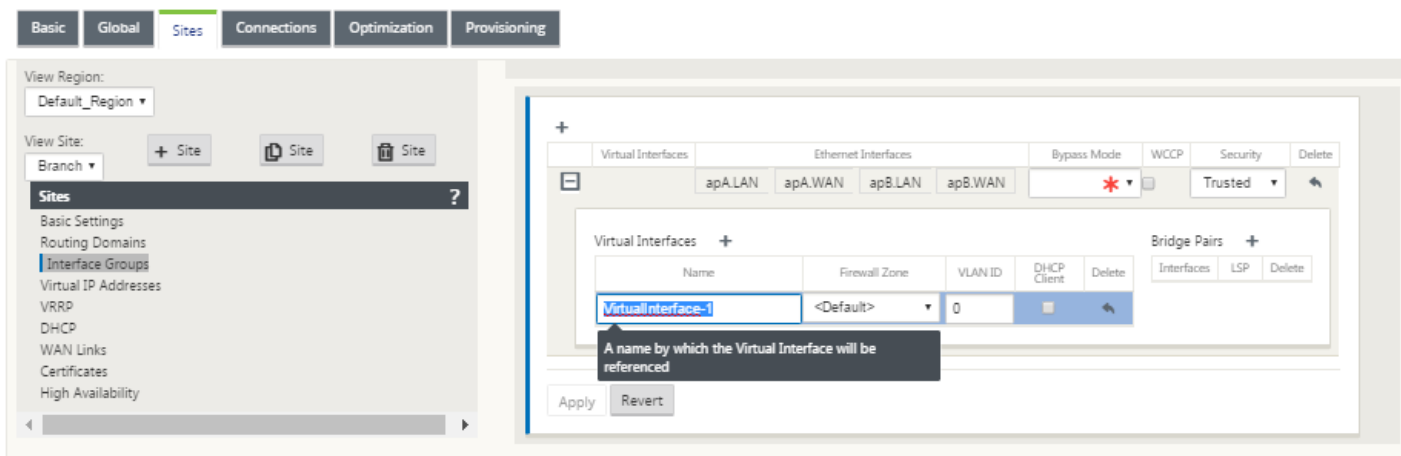 Basic Global Sites Connections Optimization Provisioning
View Region:
Default_Region
View Site:
Branch
+ Site Site Site
Sites ?
Basic Settings
Routing Domains
Interface Groups
Virtual IP Addresses
VRRP
DHCP
WAN Links
Certificates
High Availability
+
Virtual Interfaces Ethernet Interfaces Bypass Mode WCCP Security Delete
apA.LAN apA.WAN apB.LAN apB.WAN Trusted
Virtual Interfaces +
Name Firewall Zone VLAN ID DHCP Client Delete
VirtualInterface-1 <Default> 0
A name by which the Virtual Interface will be
referenced
Bridge Pairs +
Interfaces LSP Delete
Apply Revert